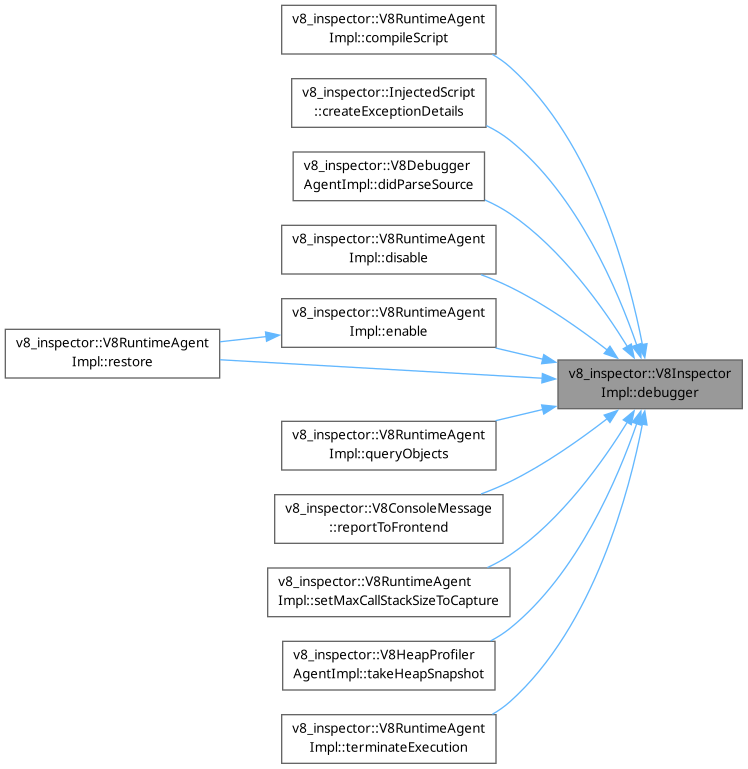 v8_inspector::V8RuntimeAgent
Impl::compileScript
v8_inspector::InjectedScript
::createExceptionDetails
v8_inspector::V8Debugger
AgentImpl::didParseSource
v8_inspector::V8RuntimeAgent
Impl::disable
v8_inspector::V8RuntimeAgent
Impl::enable
v8_inspector::V8RuntimeAgent
Impl::restore
v8_inspector::V8Inspector
Impl::debugger
v8_inspector::V8RuntimeAgent
Impl::queryObjects
v8_inspector::V8ConsoleMessage
::reportToFrontend
v8_inspector::V8RuntimeAgent
Impl::setMaxCallStackSizeToCapture
v8_inspector::V8HeapProfiler
AgentImpl::takeHeapSnapshot
v8_inspector::V8RuntimeAgent
Impl::terminateExecution